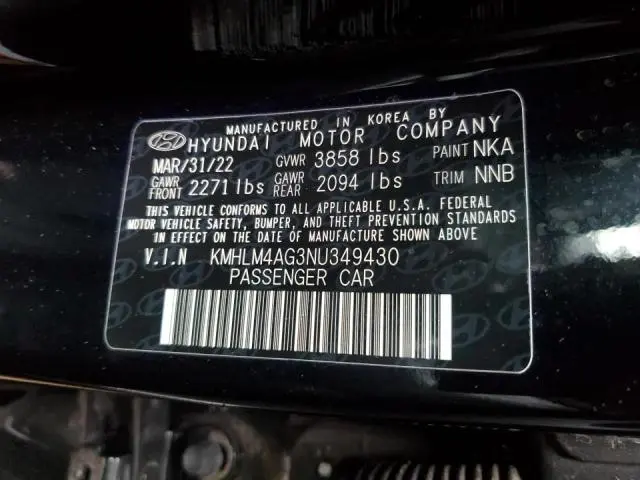 MANUFACTURED IN KOREA BY
HYUNDAI MOTOR COMPANY
MAR/31/22 GVWR 3858 lbs PAINT NKA
GAWR FRONT 2271 lbs GAWR REAR 2094 lbs TRIM NNB
THIS VEHICLE CONFORMS TO ALL APPLICABLE U.S.A. FEDERAL
MOTOR VEHICLE SAFETY, BUMPER, AND THEFT PREVENTION STANDARDS
IN EFFECT ON THE DATE OF MANUFACTURE SHOWN ABOVE
V.I.N KMHLM4AG3NU349430
PASSENGER CAR